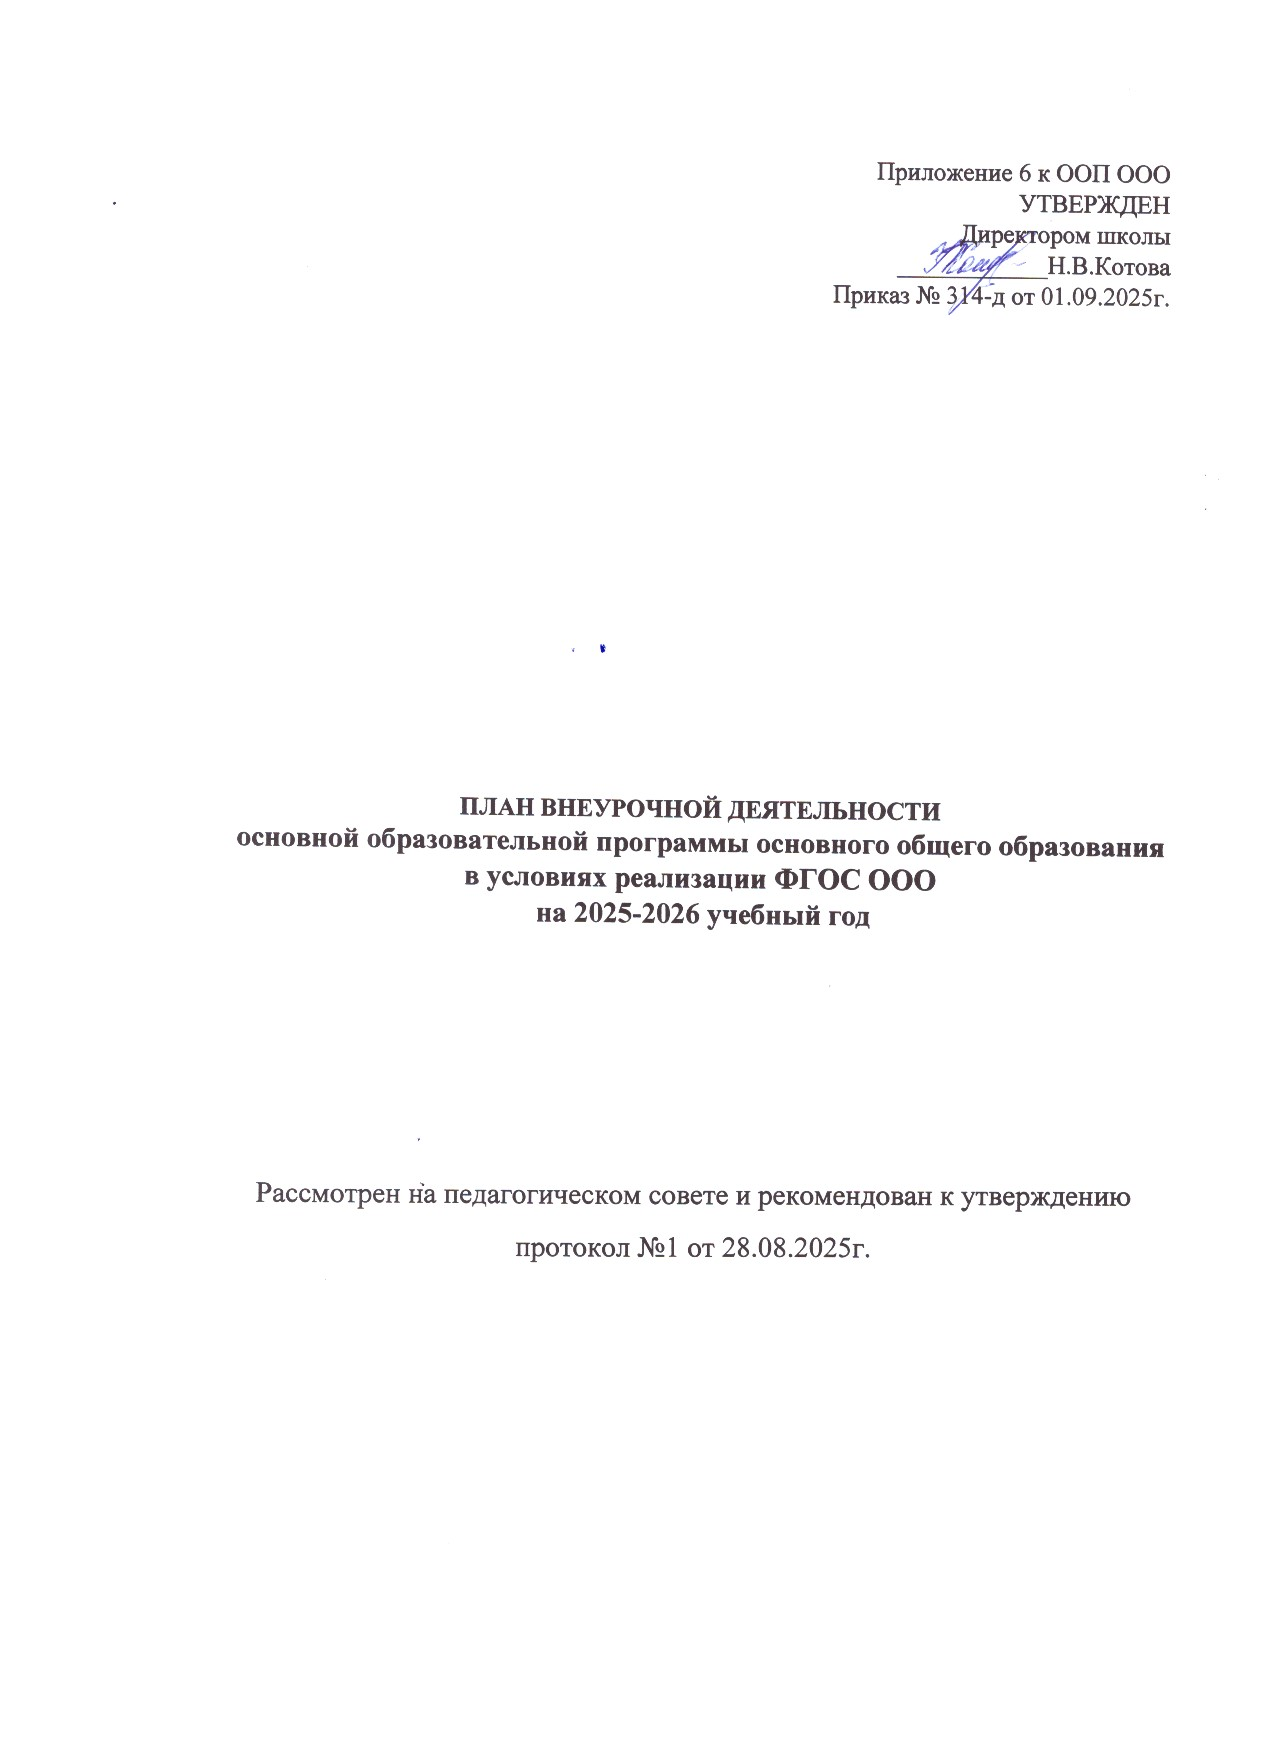 Приложение 6 к ООП ООО
УТВЕРЖДЕН
Директором школы
____________Н.В.Котова
Приказ № 314-д от 01.09.2025г.
ПЛАН ВНЕУРОЧНОЙ ДЕЯТЕЛЬНОСТИ
основной образовательной программы основного общего образования
в условиях реализации ФГОС ООО
на 2025-2026 учебный год
Рассмотрен на педагогическом совете и рекомендован к утверждению
протокол №1 от 28.08.2025г.